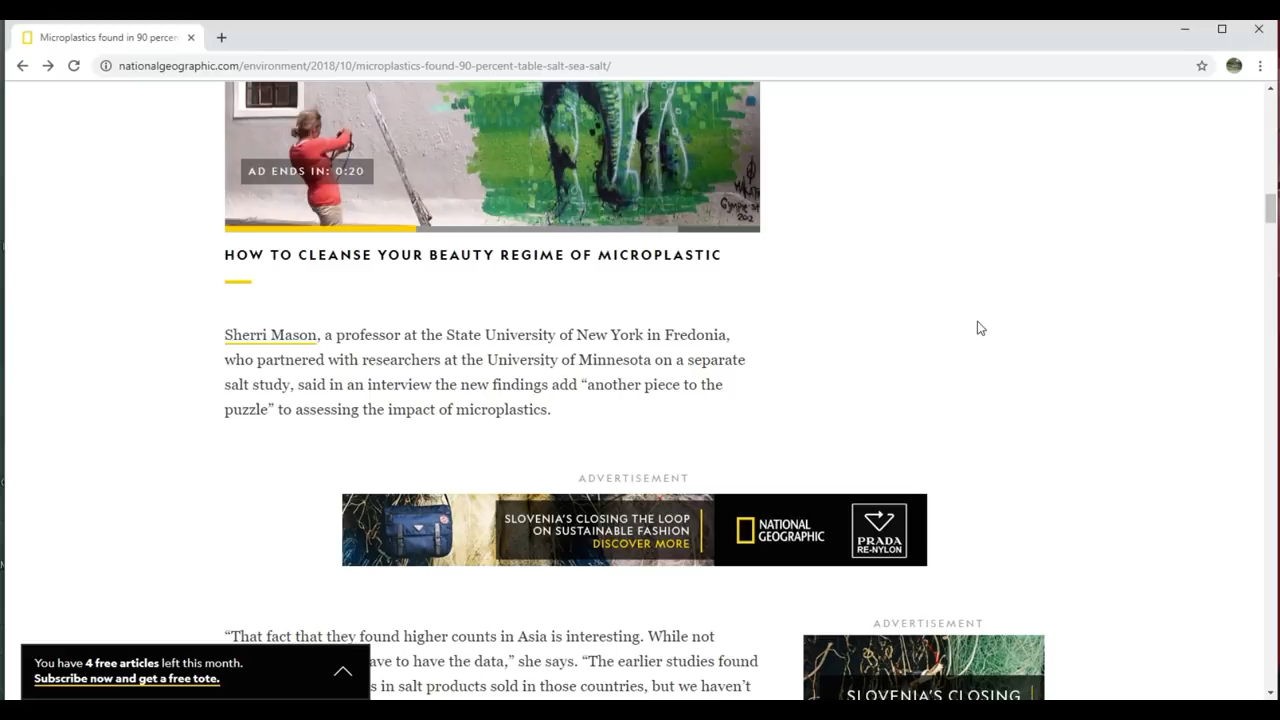 Microplastics found in 90 percen
nationalgeographic.com/environment/2018/10/microplastics-found-90-percent-table-salt-sea-salt/
AD ENDS IN: 0:20
HOW TO CLEANSE YOUR BEAUTY REGIME OF MICROPLASTIC
Sherri Mason, a professor at the State University of New York in Fredonia,
who partnered with researchers at the University of Minnesota on a separate
salt study, said in an interview the new findings add “another piece to the
puzzle” to assessing the impact of microplastics.
ADVERTISEMENT
SLOVENIA'S CLOSING THE LOOP
ON SUSTAINABLE FASHION
DISCOVER MORE
NATIONAL
GEOGRAPHIC
PRADA
RE-NYLON
“That fact that they found higher counts in Asia is interesting. While not
ave to have the data,” she says. “The earlier studies found
s in salt products sold in those countries, but we haven’t
ADVERTISEMENT
SLOVENIA'S CLOSING
You have 4 free articles left this month.
Subscribe now and get a free tote.